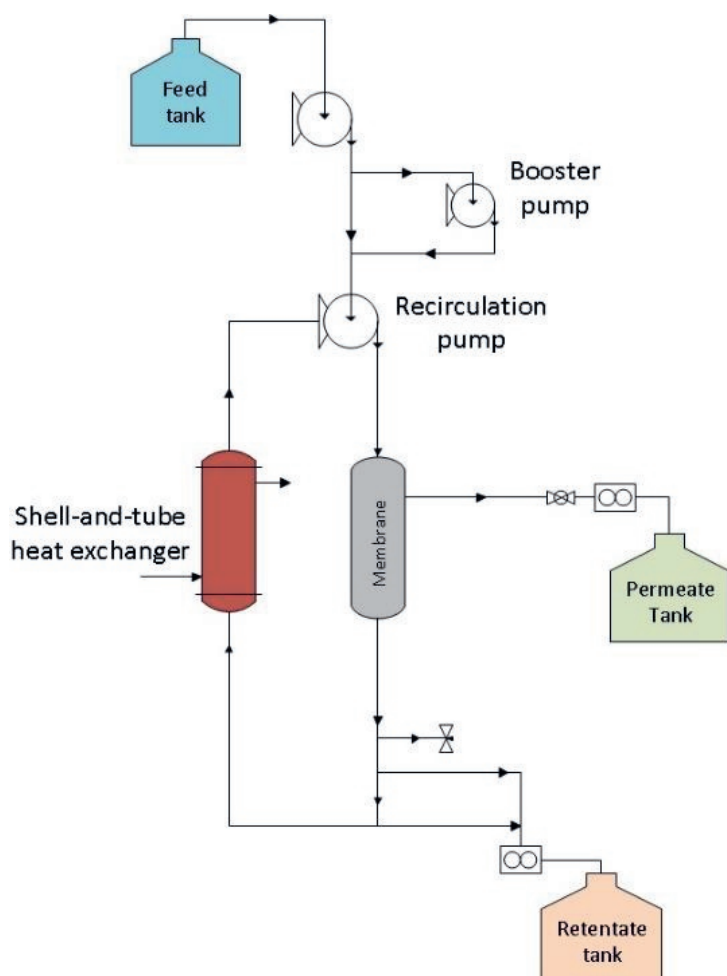 Feed
tank
Booster
pump
Recirculation
pump
Shell-and-tube
heat exchanger
Membrane
Permeate
Tank
Retentate
tank